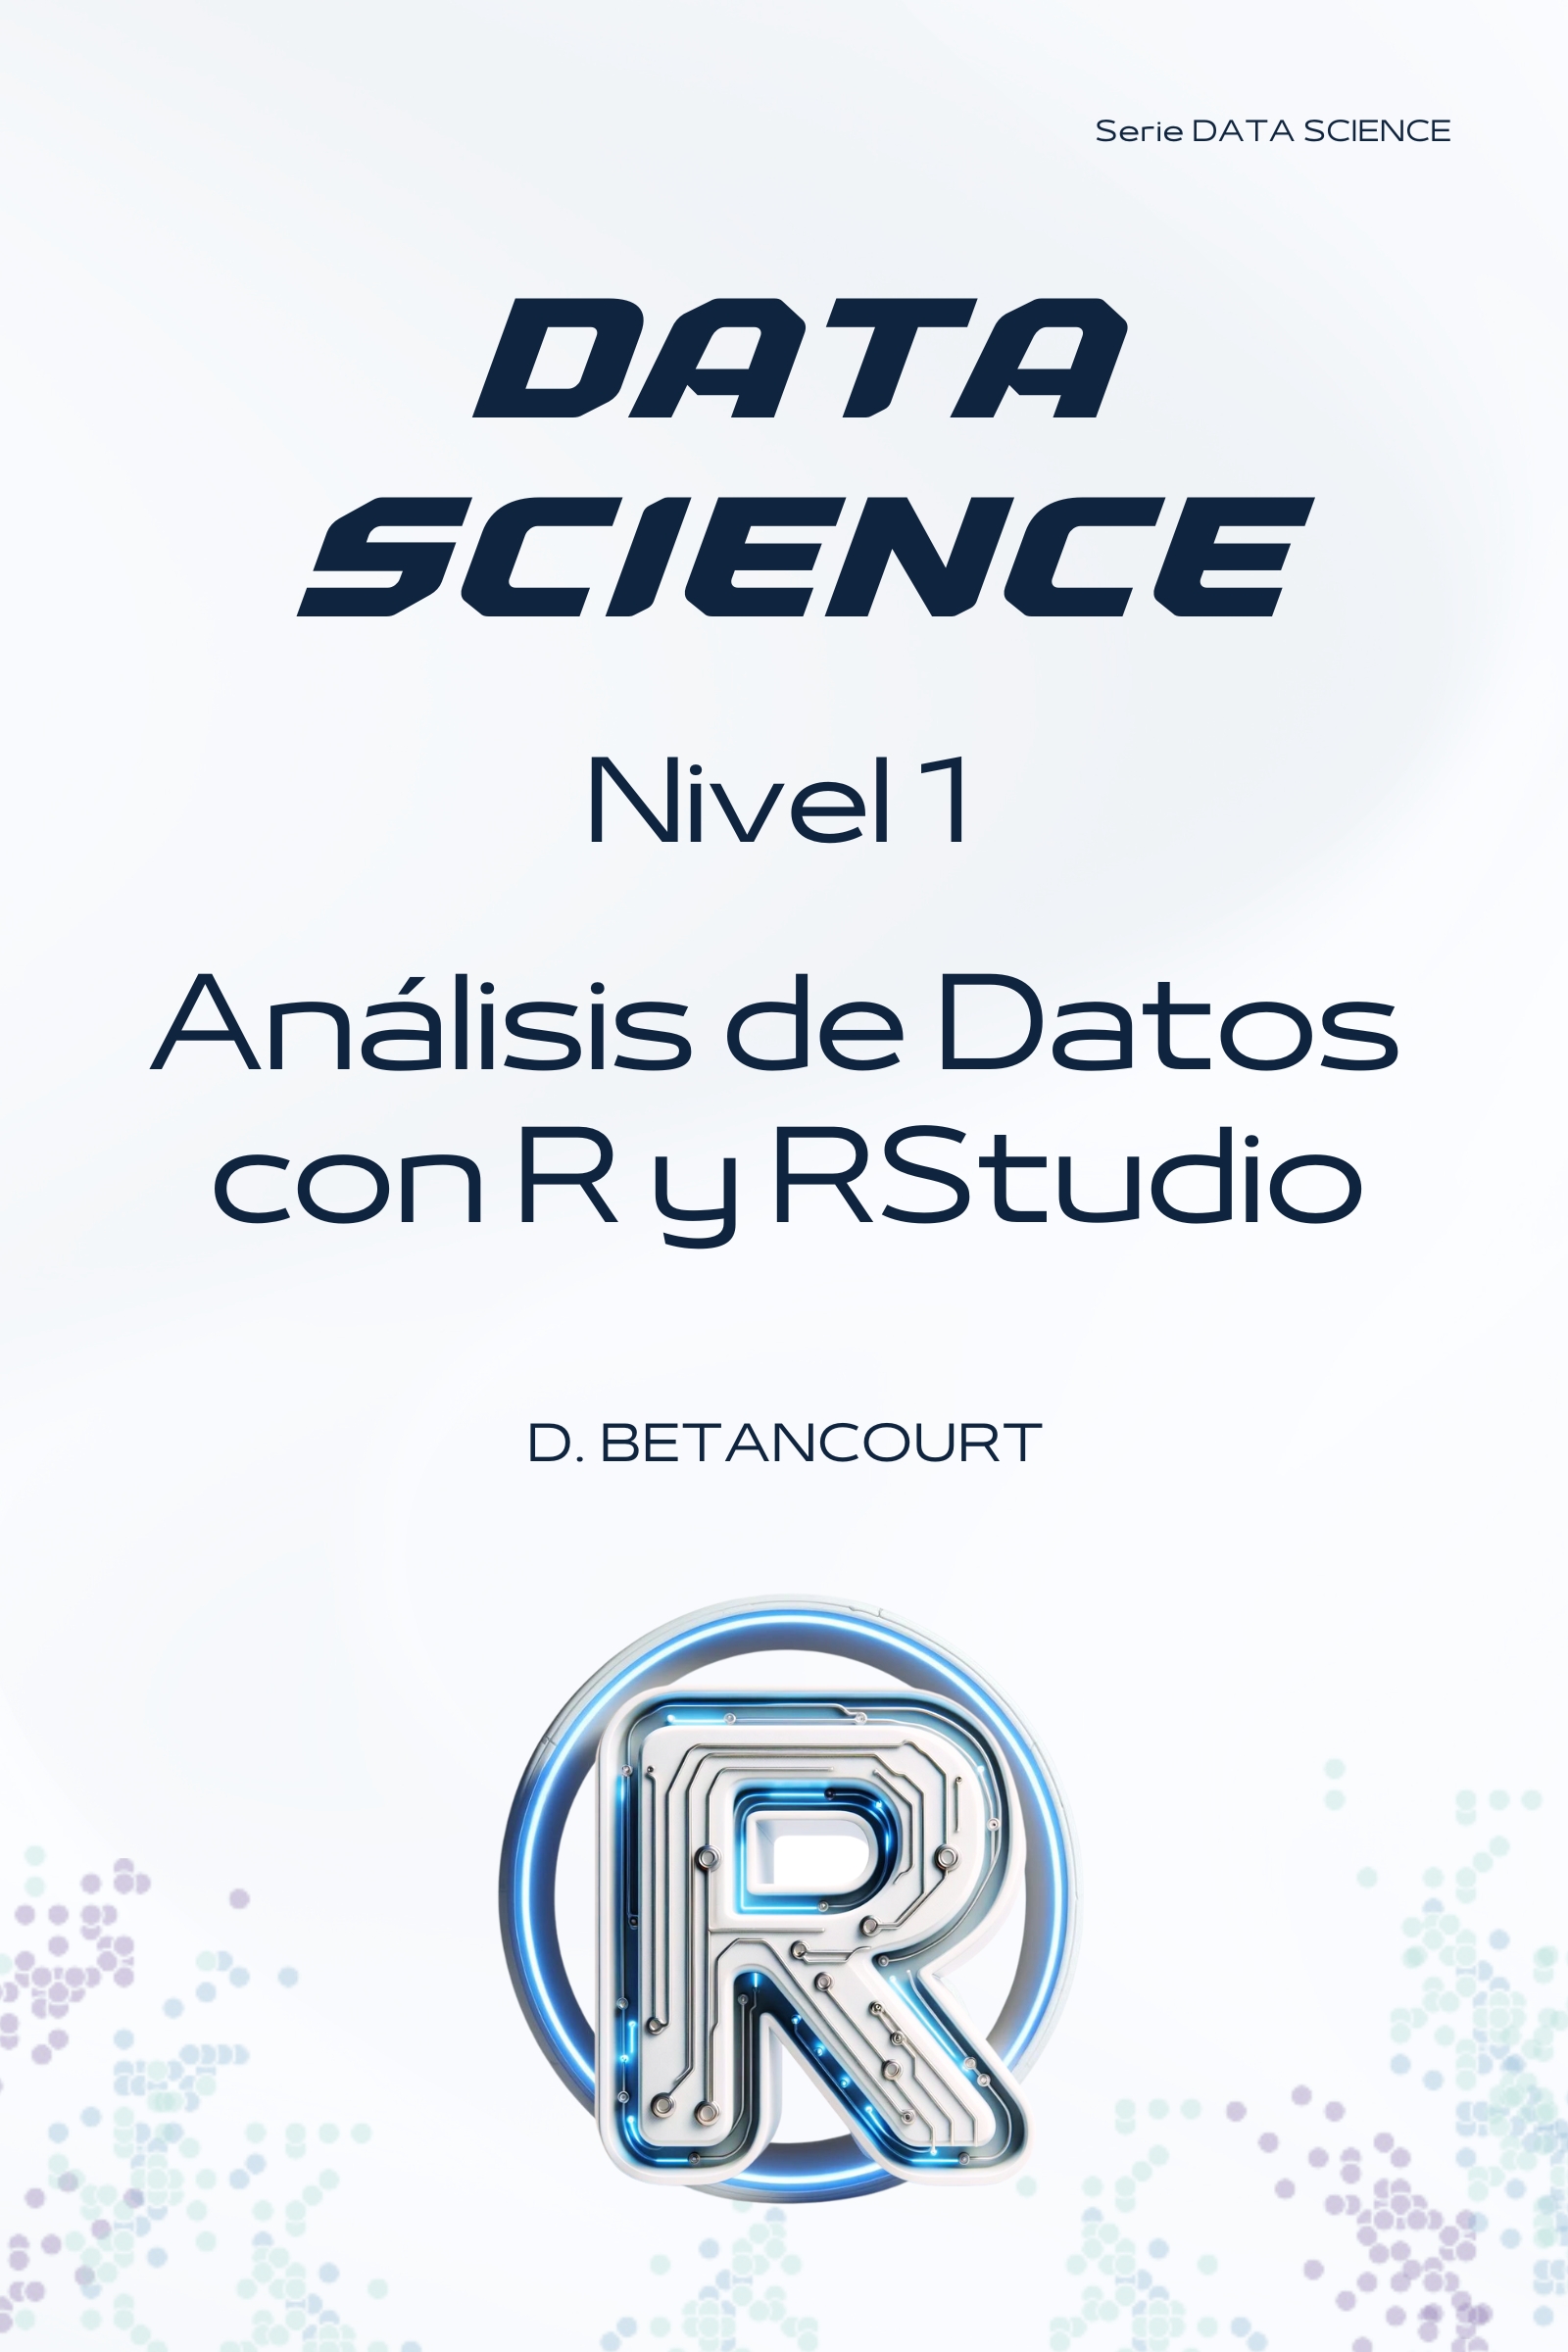 Serie DATA SCIENCE
DATA
SCIENCE
Nivel 1
Análisis de Datos
con R y RStudio
D. BETANCOURT
R